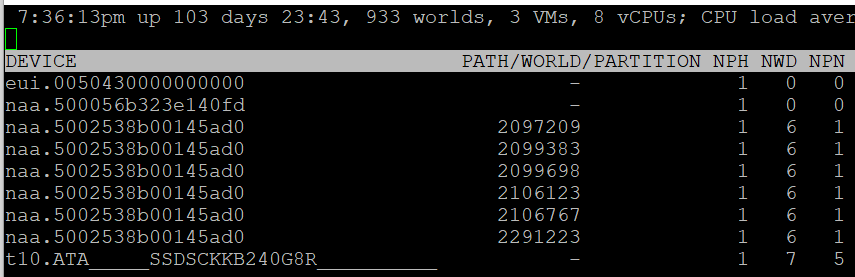 7:36:13pm up 103 days 23:43, 933 worlds, 3 VMs, 8 vCPUs; CPU load aver
DEVICE PATH/WORLD/PARTITION NPH NWD NPN
eui.0050430000000000 - 1 0 0
naa.500056b323e140fd - 1 0 0
naa.5002538b00145ad0 2097209 1 6 1
naa.5002538b00145ad0 2099383 1 6 1
naa.5002538b00145ad0 2099698 1 6 1
naa.5002538b00145ad0 2106123 1 6 1
naa.5002538b00145ad0 2106767 1 6 1
naa.5002538b00145ad0 2291223 1 6 1
t10.ATA_____SSDSCKKB240G8R__________ - 1 7 5